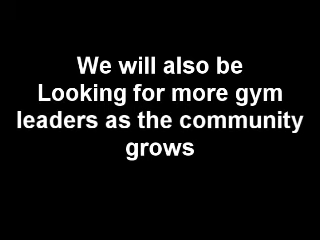 We will also be
Looking for more gym
leaders as the community
grows